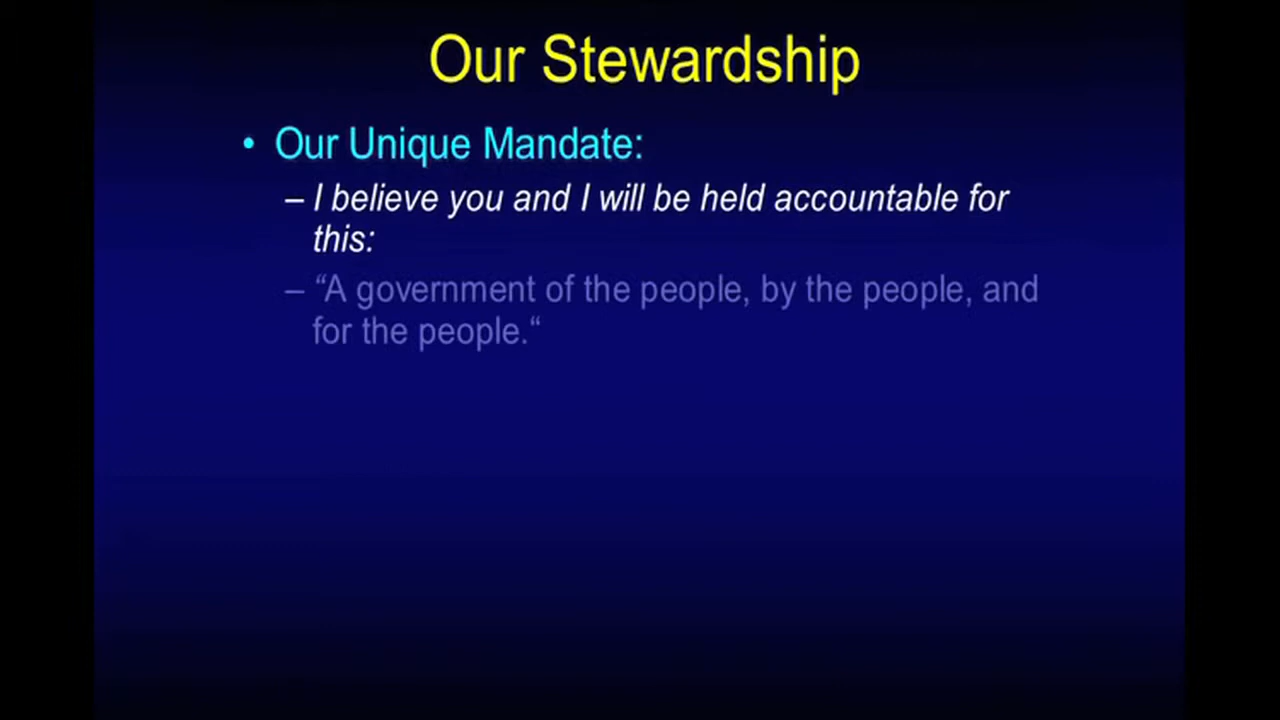 Our Stewardship
• Our Unique Mandate:
– I believe you and I will be held accountable for
this:
– “A government of the people, by the people, and
for the people.“